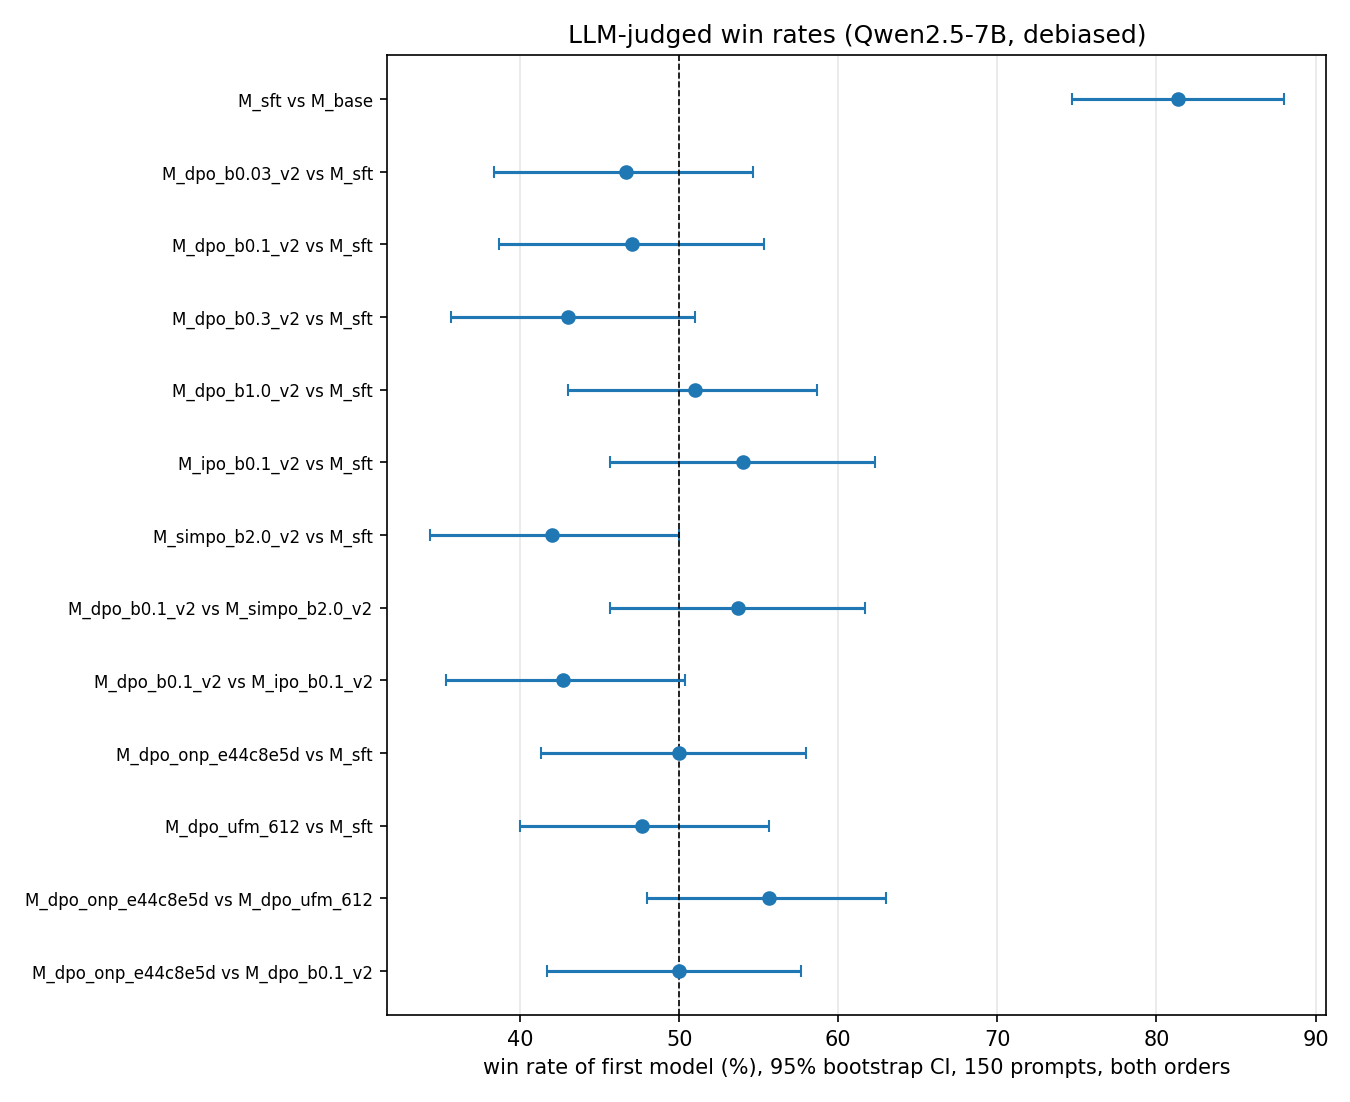 LLM-judged win rates (Qwen2.5-7B, debiased)
M_sft vs M_base
M_dpo_b0.03_v2 vs M_sft
M_dpo_b0.1_v2 vs M_sft
M_dpo_b0.3_v2 vs M_sft
M_dpo_b1.0_v2 vs M_sft
M_ipo_b0.1_v2 vs M_sft
M_simpo_b2.0_v2 vs M_sft
M_dpo_b0.1_v2 vs M_simpo_b2.0_v2
M_dpo_b0.1_v2 vs M_ipo_b0.1_v2
M_dpo_onp_e44c8e5d vs M_sft
M_dpo_ufm_612 vs M_sft
M_dpo_onp_e44c8e5d vs M_dpo_ufm_612
M_dpo_onp_e44c8e5d vs M_dpo_b0.1_v2
40 50 60 70 80 90
win rate of first model (%), 95% bootstrap CI, 150 prompts, both orders